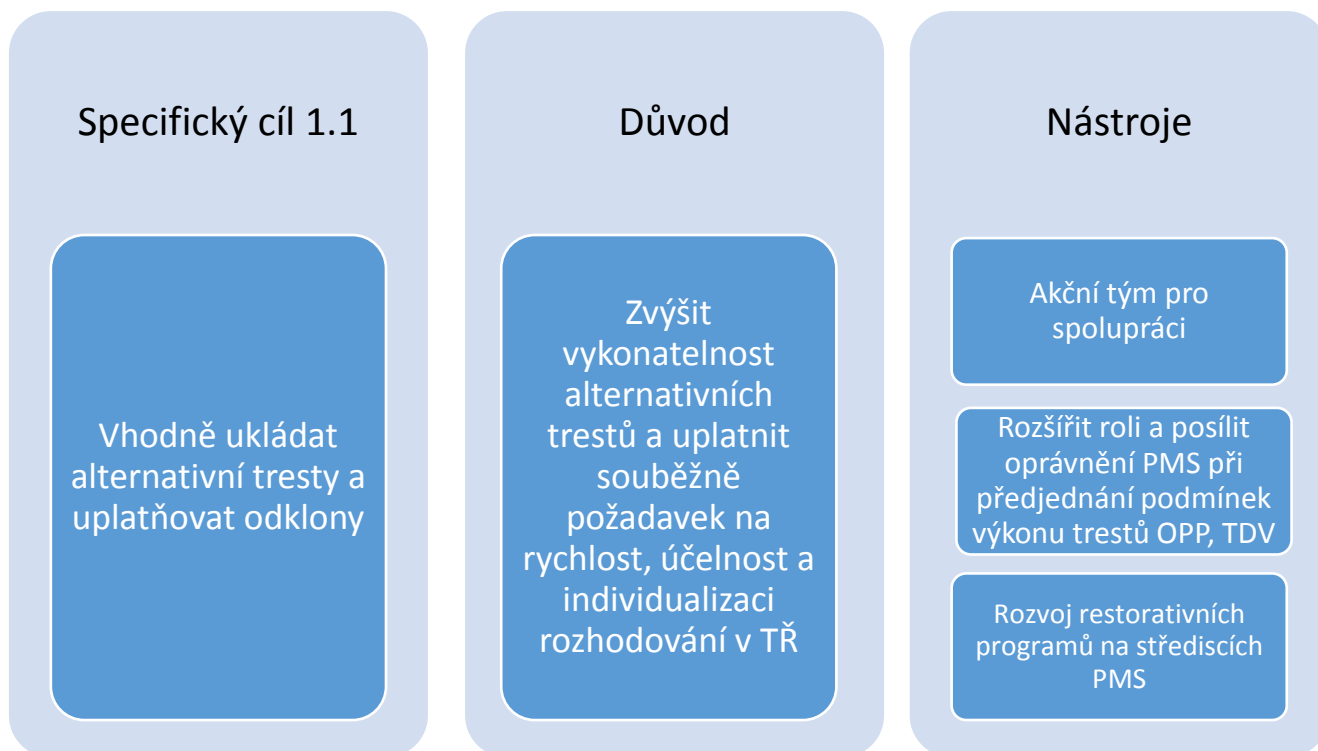 Specifický cíl 1.1
Vhodně ukládat
alternativní tresty a
uplatňovat odklony
Důvod
Zvýšit
vykonatelnost
alternativních
trestů a uplatnit
souběžně
požadavek na
rychlost, účelnost a
individualizaci
rozhodování v TŘ
Nástroje
Akční tým pro
spolupráci
Rozšířit roli a posílit
oprávnění PMS při
předjednání podmínek
výkonu trestů OPP, TDV
Rozvoj restorativních
programů na střediscích
PMS